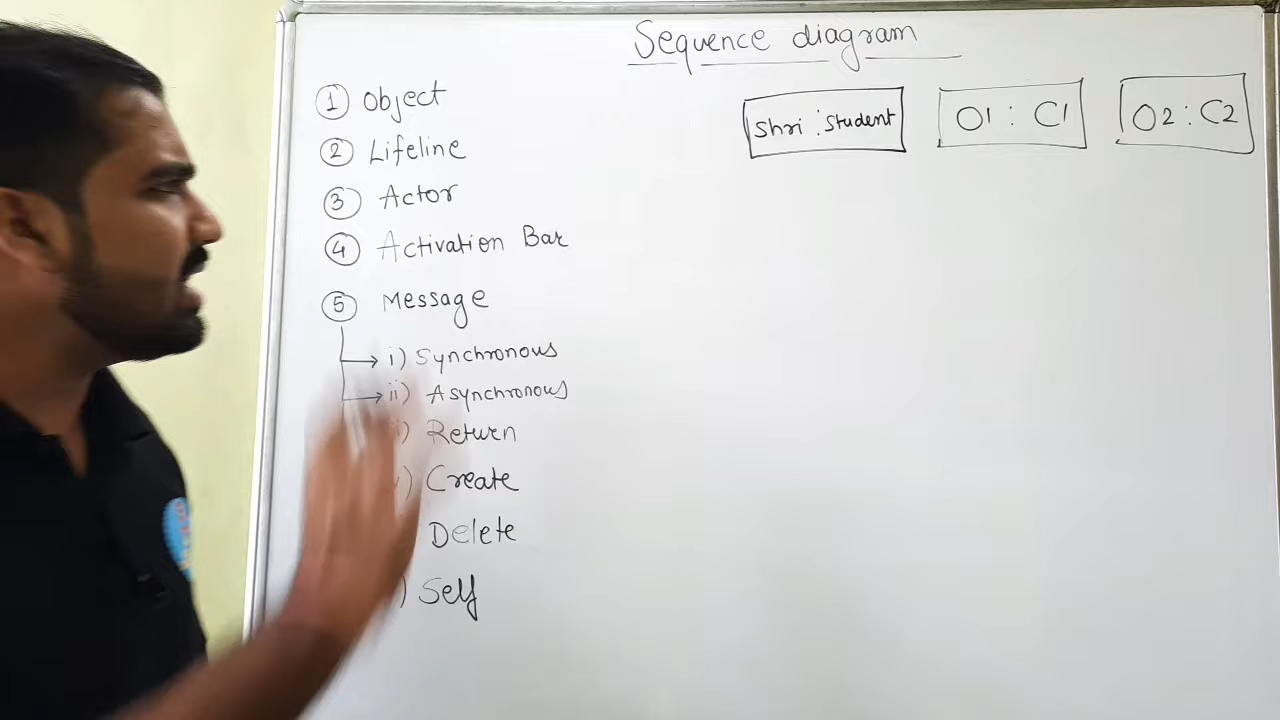 Sequence diagram
1 Object
2 Lifeline
3 Actor
4 Activation Bar
5 Message
i) Synchronous
ii) Asynchronous
) Return
) Create
Delete
) Self
Shri : Student
O1 : C1
O2 : C2